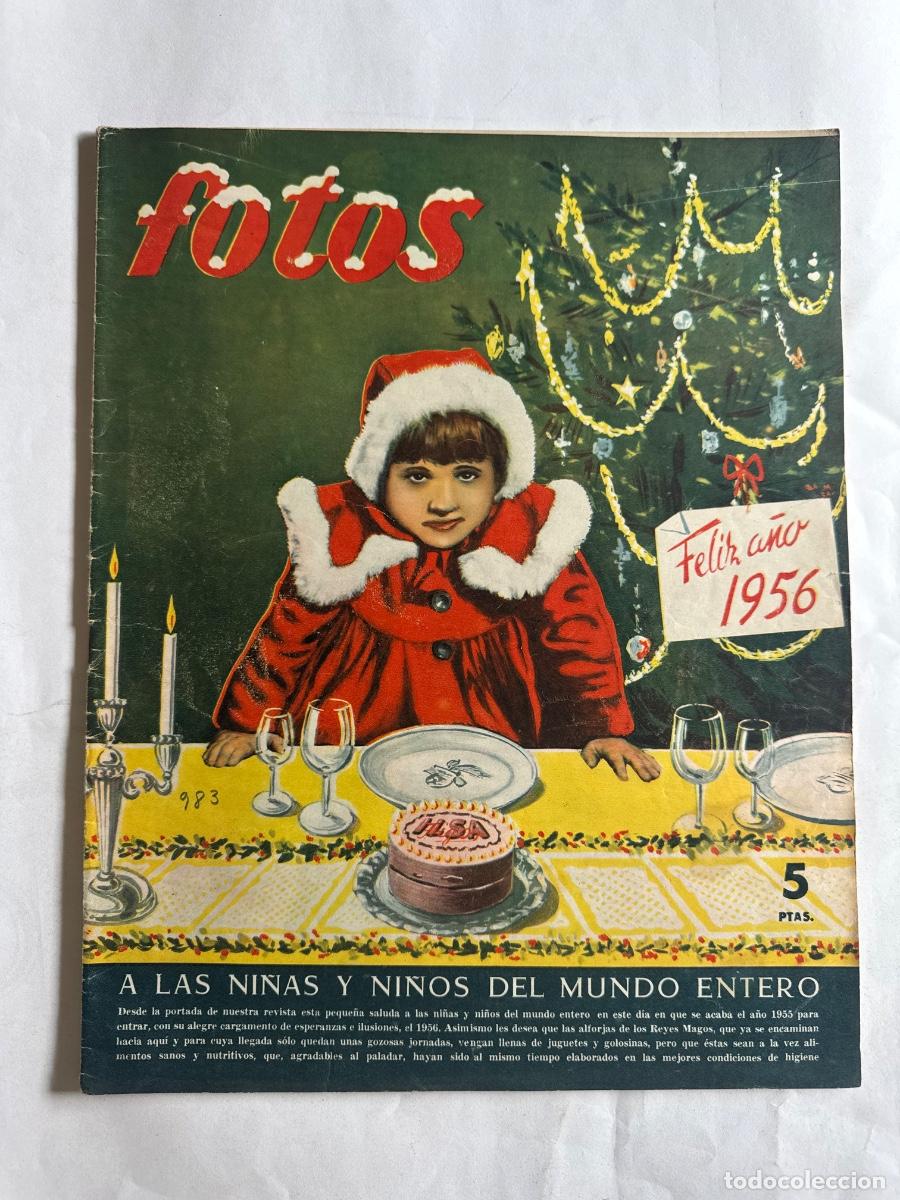 fotos
Feliz año
1956
983
ILSA
5
PTAS.
A LAS NIÑAS Y NIÑOS DEL MUNDO ENTERO
Desde la portada de nuestra revista esta pequeña saluda a las niñas y niños del mundo entero en este día en que se acaba el año 1955 para
entrar, con su alegre cargamento de esperanzas e ilusiones, el 1956. Asimismo les desea que las alforjas de los Reyes Magos, que ya se encaminan
hacia aquí y para cuya llegada sólo quedan unas gozosas jornadas, vengan llenas de juguetes y golosinas, pero que éstas sean a la vez ali-
mentos sanos y nutritivos, que, agradables al paladar, hayan sido al mismo tiempo elaborados en las mejores condiciones de higiene
todocoleccion